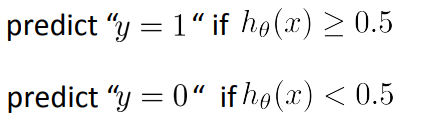 predict “y = 1“ if hθ(x) ≥ 0.5
predict “y = 0“ if hθ(x) < 0.5